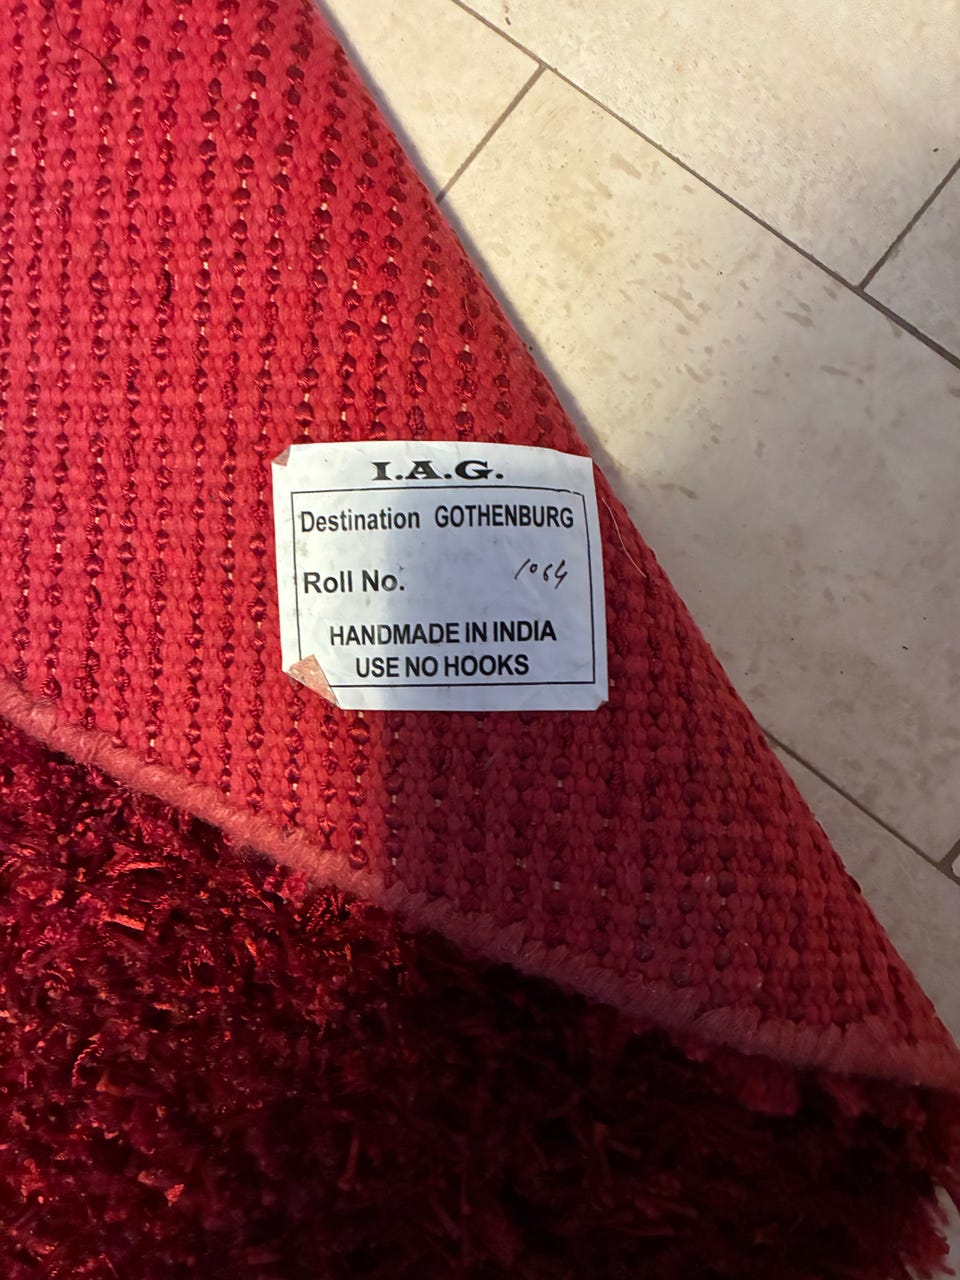 I.A.G.
Destination GOTHENBURG
Roll No. 1064
HANDMADE IN INDIA
USE NO HOOKS